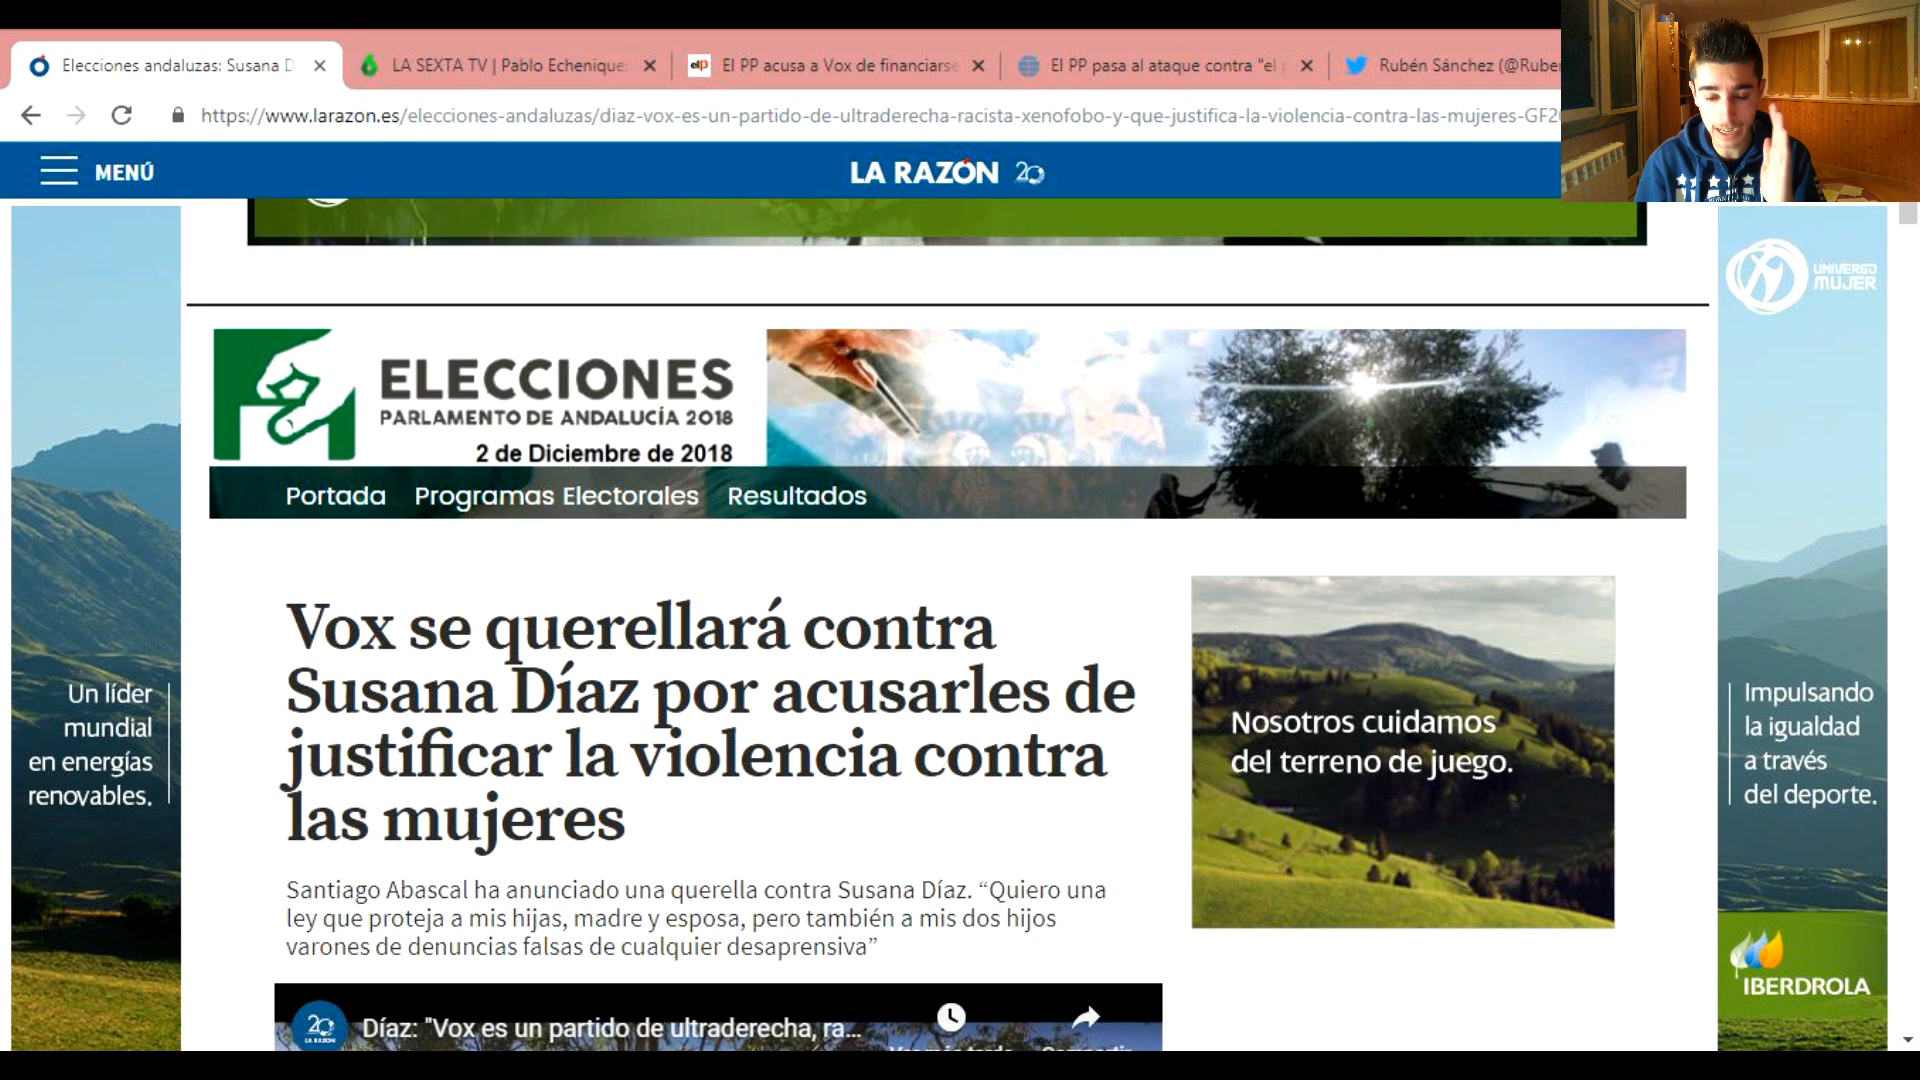 Elecciones andaluzas: Susana D
LA SEXTA TV | Pablo Echenique:
elp
El PP acusa a Vox de financiarse
El PP pasa al ataque contra "el
Rubén Sánchez (@Rube
https://www.larazon.es/elecciones-andaluzas/diaz-vox-es-un-partido-de-ultraderecha-racista-xenofobo-y-que-justifica-la-violencia-contra-las-mujeres-GF2
MENÚ
LA RAZÓN 20
UNIVERSO
MUJER
ELECCIONES
PARLAMENTO DE ANDALUCÍA 2018
2 de Diciembre de 2018
Portada Programas Electorales Resultados
Vox se querellará contra
Susana Díaz por acusarles de
justificar la violencia contra
las mujeres
Santiago Abascal ha anunciado una querella contra Susana Díaz. “Quiero una
ley que proteja a mis hijas, madre y esposa, pero también a mis dos hijos
varones de denuncias falsas de cualquier desaprensiva”
20
LA RAZÓN
Díaz: "Vox es un partido de ultraderecha, ra...
Nosotros cuidamos
del terreno de juego.
Un líder
mundial
en energías
renovables.
Impulsando
la igualdad
a través
del deporte.
IBERDROLA